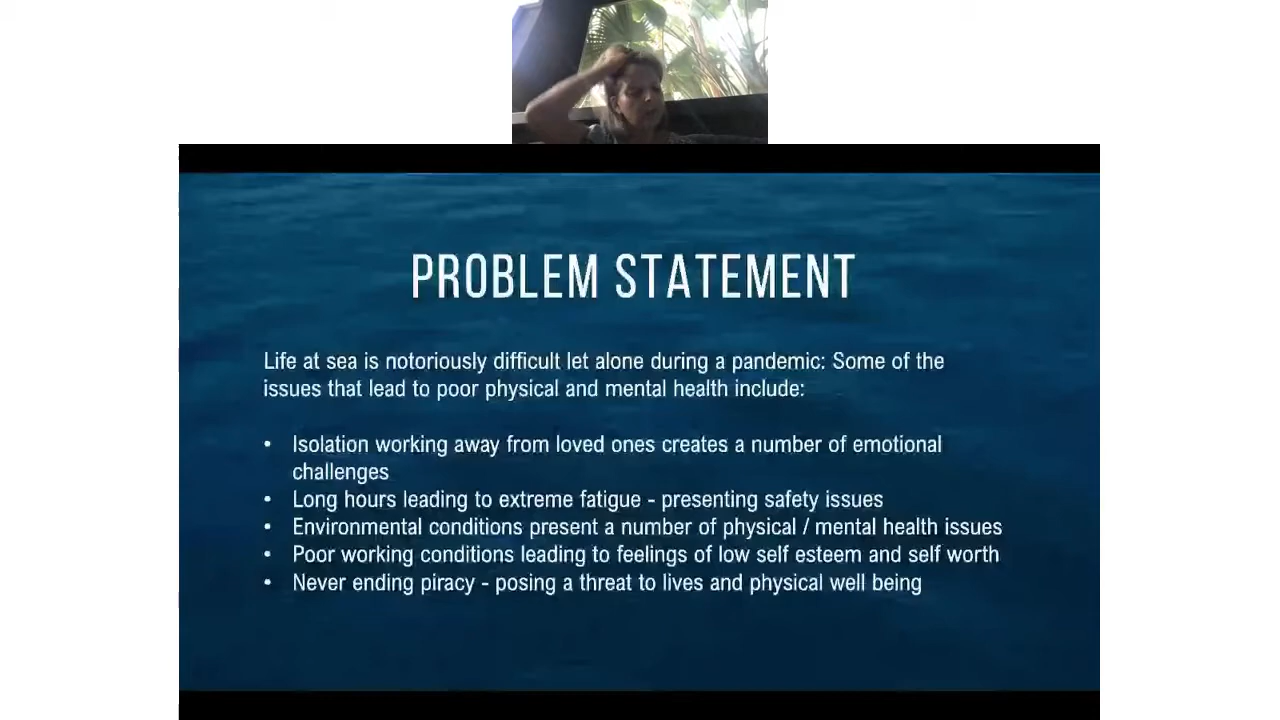 PROBLEM STATEMENT
Life at sea is notoriously difficult let alone during a pandemic: Some of the
issues that lead to poor physical and mental health include:
• Isolation working away from loved ones creates a number of emotional
challenges
• Long hours leading to extreme fatigue - presenting safety issues
• Environmental conditions present a number of physical / mental health issues
• Poor working conditions leading to feelings of low self esteem and self worth
• Never ending piracy - posing a threat to lives and physical well being